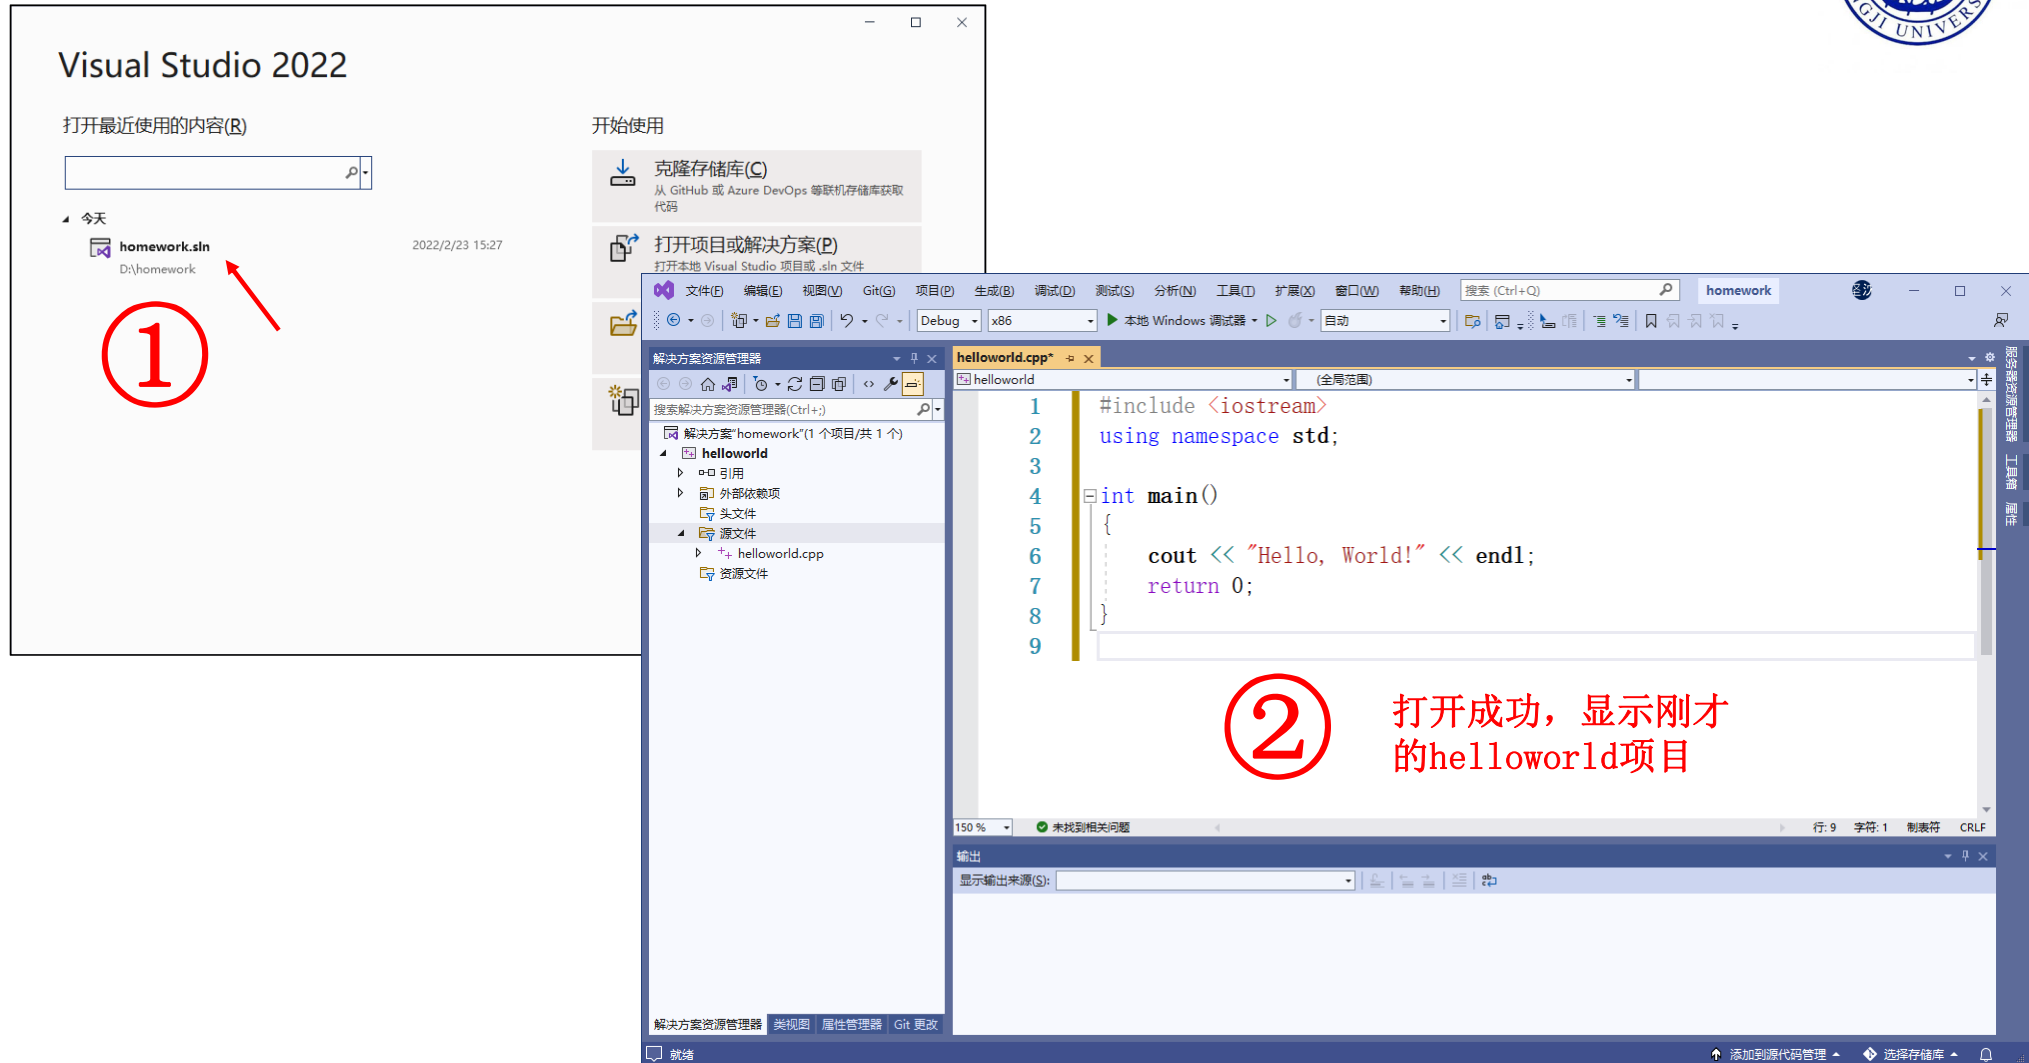 Visual Studio 2022
打开最近使用的内容(R)
今天
homework.sln
2022/2/23 15:27
D:\homework
①
开始使用
克隆存储库(C)
从 GitHub 或 Azure DevOps 等联机存储库获取
代码
打开项目或解决方案(P)
打开本地 Visual Studio 项目或 .sln 文件
UNIVERS
文件(F) 编辑(E) 视图(V) Git(G) 项目(P) 生成(B) 调试(D) 测试(S) 分析(N) 工具(T) 扩展(X) 窗口(W) 帮助(H) 搜索 (Ctrl+Q) homework
Debug x86 本地 Windows 调试器 自动
解决方案资源管理器
搜索解决方案资源管理器(Ctrl+;)
解决方案"homework"(1 个项目/共 1 个)
helloworld
引用
外部依赖项
头文件
源文件
helloworld.cpp
资源文件
解决方案资源管理器 类视图 属性管理器 Git 更改
helloworld.cpp*
helloworld (全局范围)
1 #include <iostream>
2 using namespace std;
3
4 int main()
5 {
6 cout << "Hello, World!" << endl;
7 return 0;
8 }
9
② 打开成功，显示刚才
的helloworld项目
150 % 未找到相关问题 行: 9 字符: 1 制表符 CRLF
输出
显示输出来源(S):
服务器资源管理器
工具箱
属性
就绪 添加到源代码管理 选择存储库